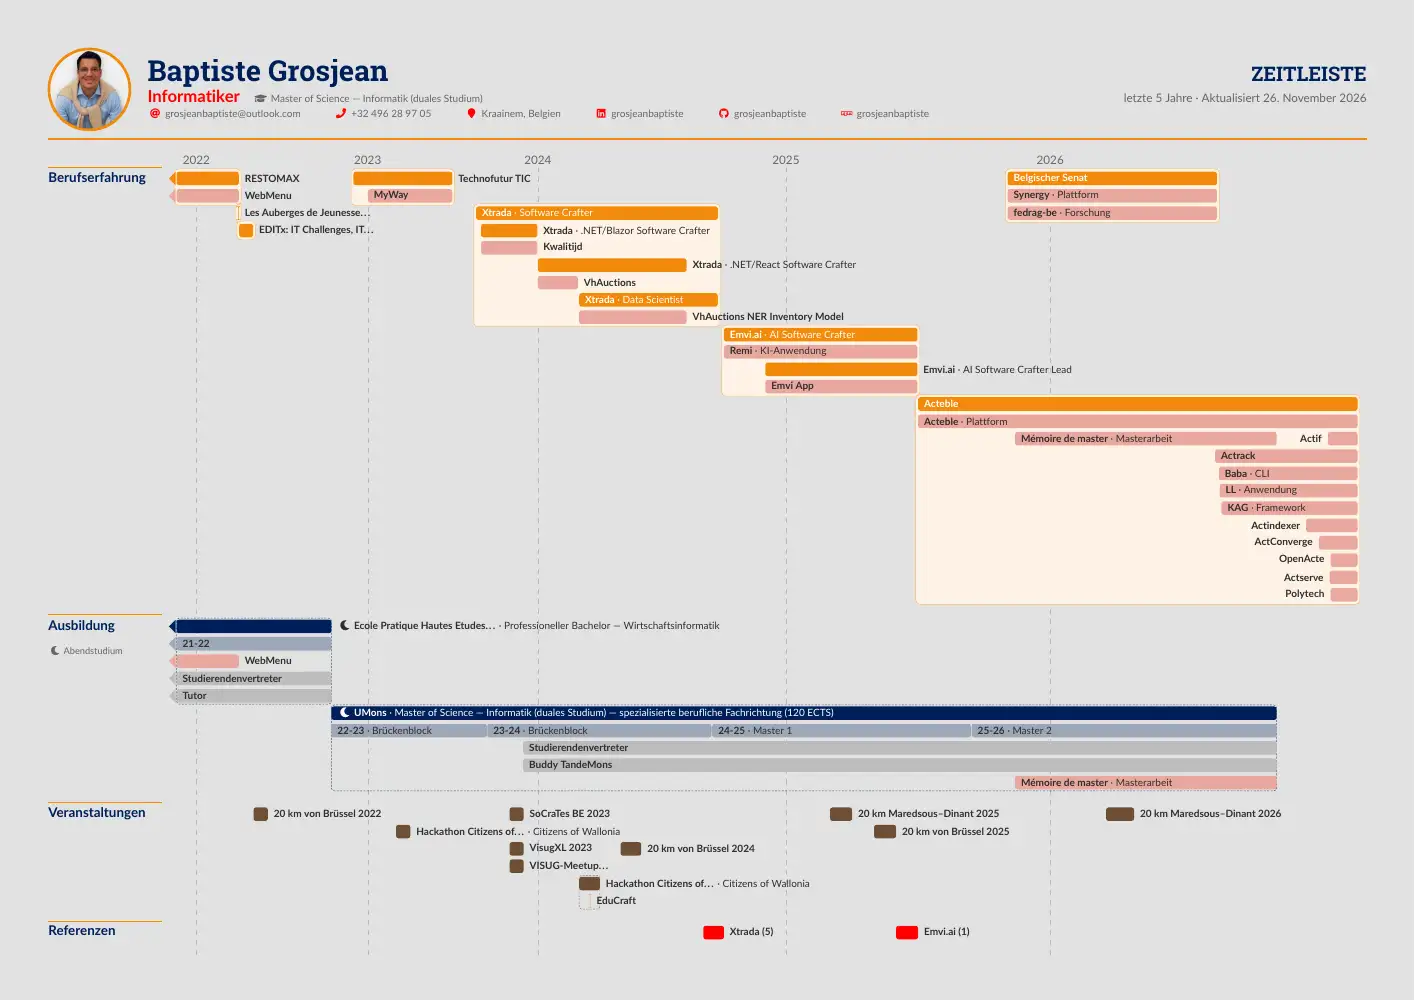 Baptiste Grosjean
ZEITLEISTE
Informatiker Master of Science — Informatik (duales Studium)
letzte 5 Jahre · Aktualisiert 26. November 2026
grosjeanbaptiste@outlook.com +32 496 28 97 05 Kraainem, Belgien grosjeanbaptiste grosjeanbaptiste grosjeanbaptiste
2022 2023 2024 2025 2026
Berufserfahrung
RESTOMAX Technofutur TIC Belgischer Senat
WebMenu MyWay Synergy · Plattform
Les Auberges de Jeunesse… Xtrada · Software Crafter fedrag-be · Forschung
EDITx: IT Challenges, IT… Xtrada · .NET/Blazor Software Crafter
Kwalitijd
Xtrada · .NET/React Software Crafter
VhAuctions
Xtrada · Data Scientist
VhAuctions NER Inventory Model
Emvi.ai · AI Software Crafter
Remi · KI-Anwendung
Emvi.ai · AI Software Crafter Lead
Emvi App
Acteble
Acteble · Plattform
Mémoire de master · Masterarbeit Actif
Actrack
Baba · CLI
LL · Anwendung
KAG · Framework
Actindexer
ActConverge
OpenActe
Actserve
Polytech
Ausbildung
Ecole Pratique Hautes Etudes… · Professioneller Bachelor — Wirtschaftsinformatik
21-22
Abendstudium
WebMenu
Studierendenvertreter
Tutor
UMons · Master of Science — Informatik (duales Studium) — spezialisierte berufliche Fachrichtung (120 ECTS)
22-23 · Brückenblock 23-24 · Brückenblock 24-25 · Master 1 25-26 · Master 2
Studierendenvertreter
Buddy TandeMons
Mémoire de master · Masterarbeit
Veranstaltungen
20 km von Brüssel 2022 SoCraTes BE 2023 20 km Maredsous–Dinant 2025 20 km Maredsous–Dinant 2026
Hackathon Citizens of… · Citizens of Wallonia 20 km von Brüssel 2025
VisugXL 2023 20 km von Brüssel 2024
VISUG-Meetup…
Hackathon Citizens of… · Citizens of Wallonia
EduCraft
Referenzen
Xtrada (5) Emvi.ai (1)